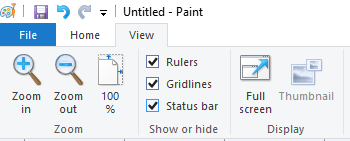 Untitled - Paint
File Home View
Zoom in
Zoom out
100 %
Rulers
Gridlines
Status bar
Full screen
Thumbnail
Zoom
Show or hide
Display